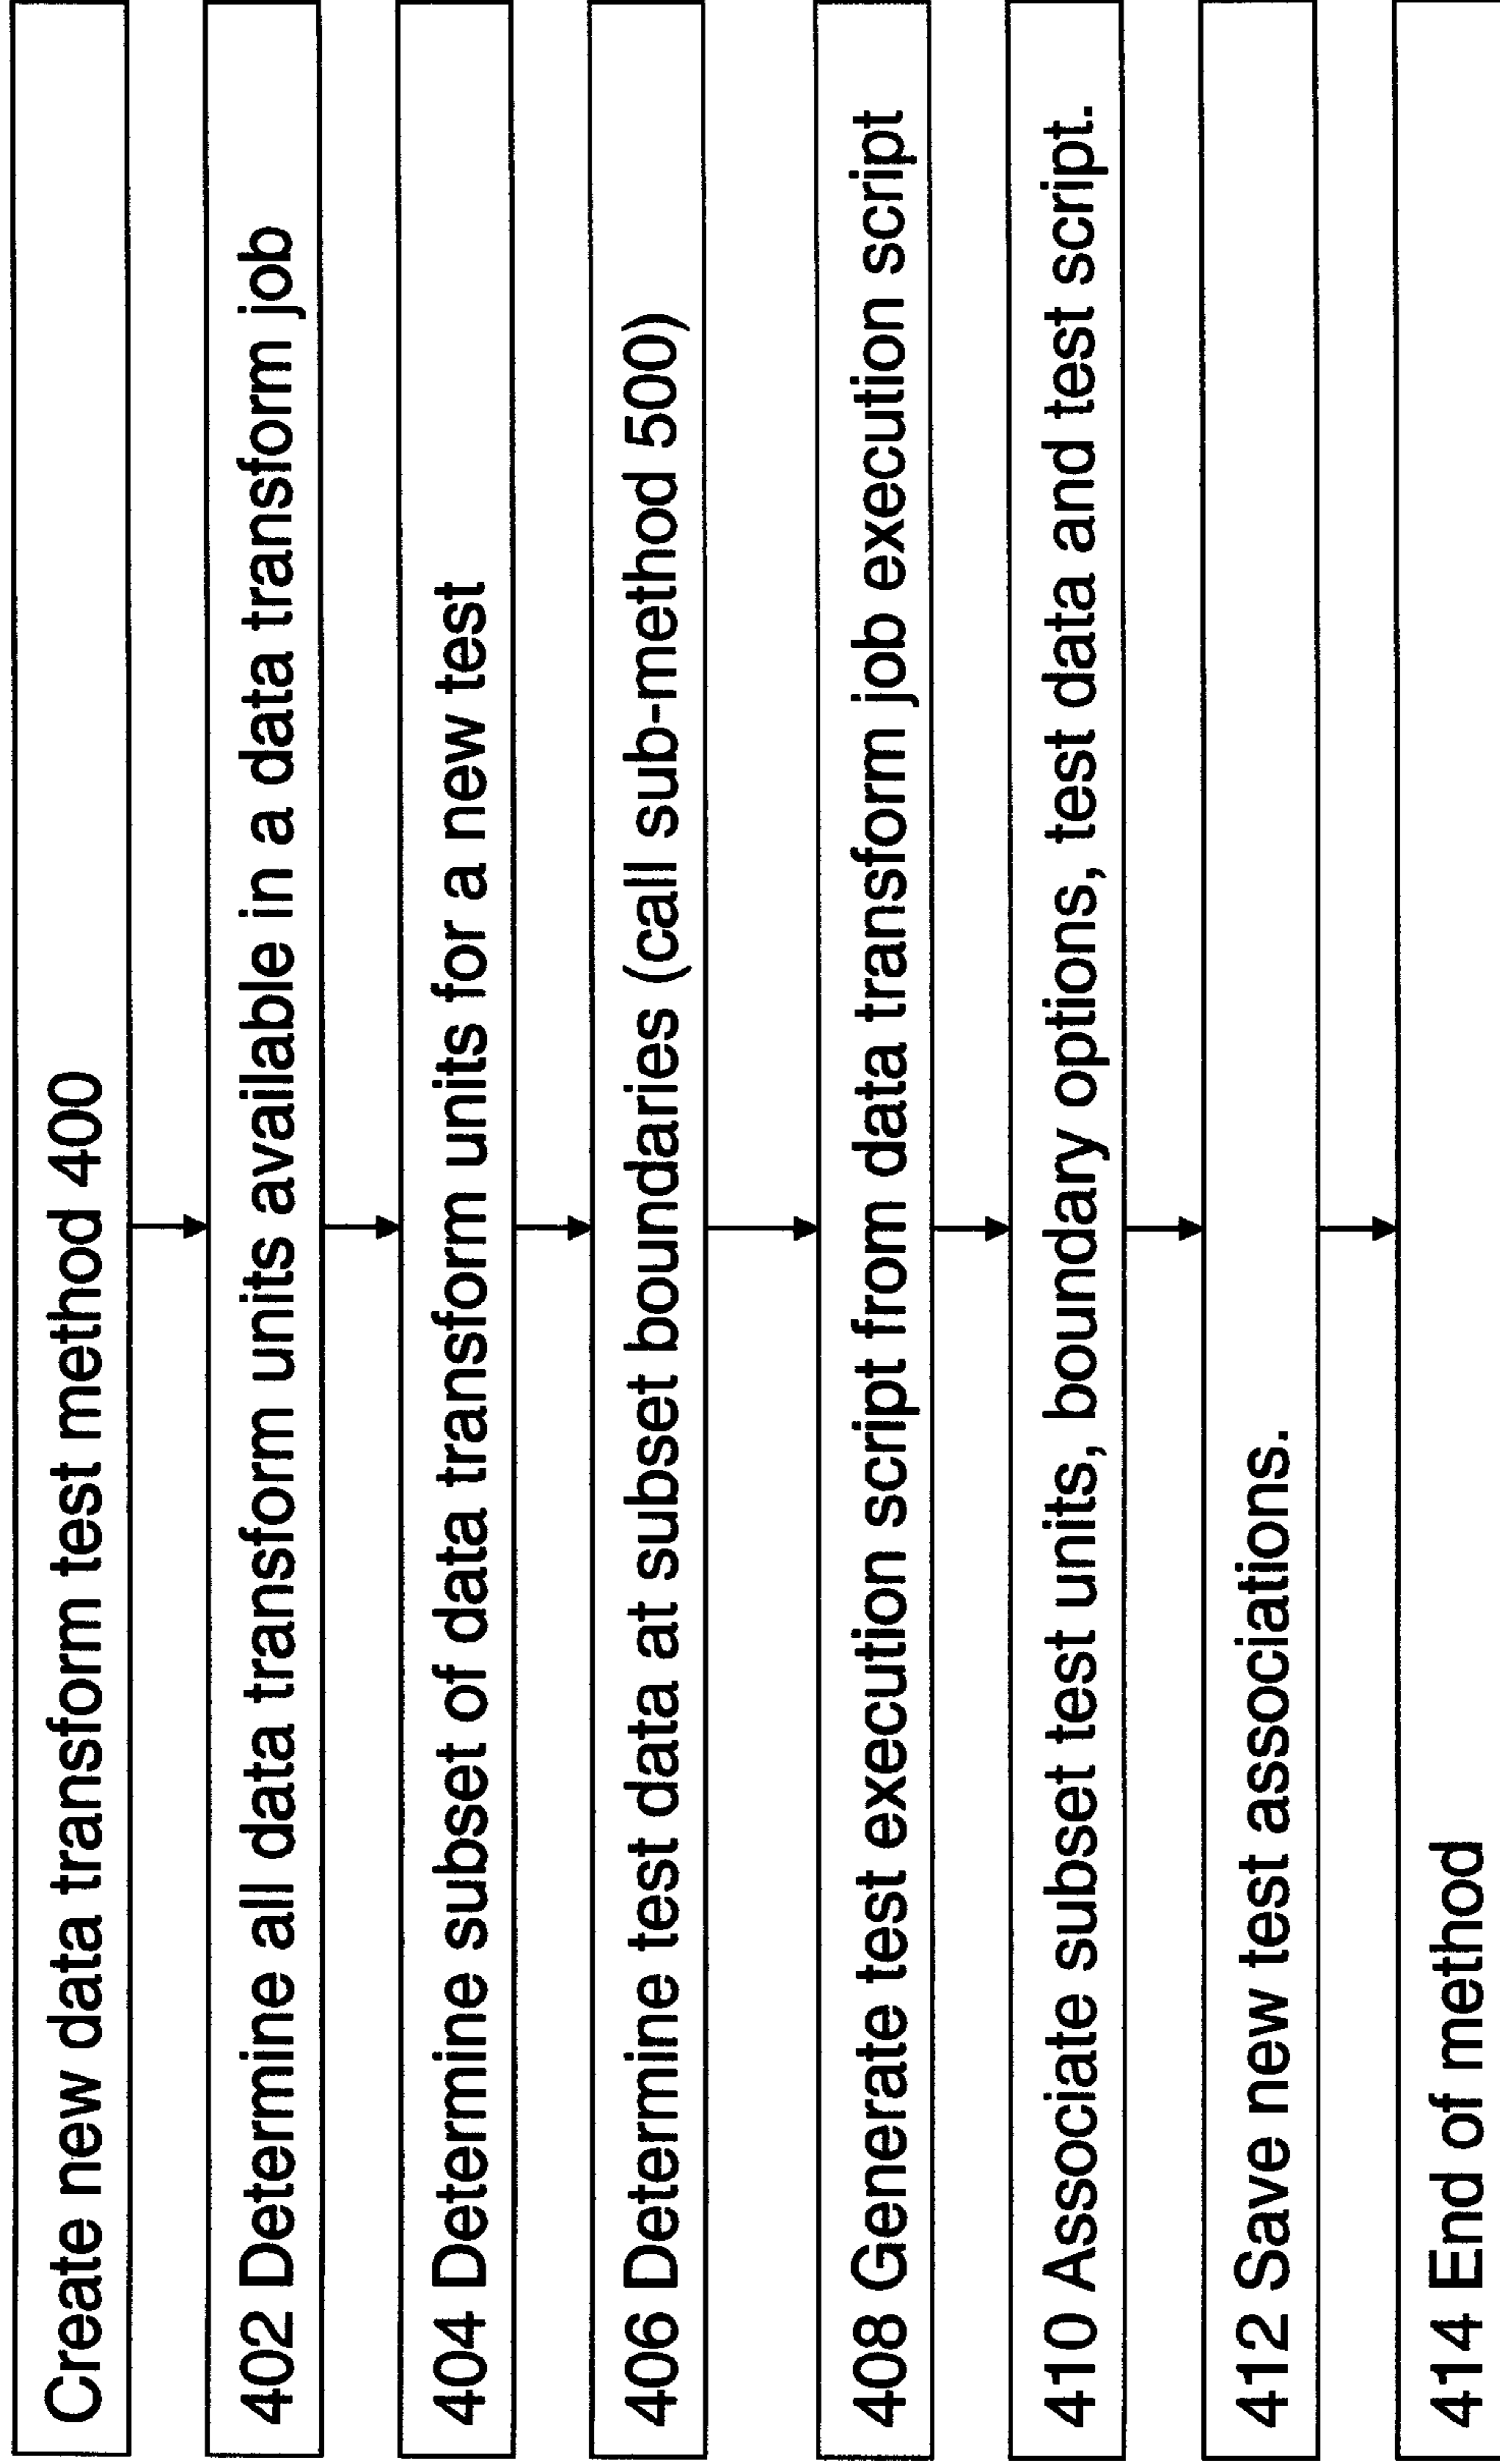 Create new data transform test method 400
402 Determine all data transform units available in a data transform job
404 Determine subset of data transform units for a new test
406 Determine test data at subset boundaries (call sub-method 500)
408 Generate test execution script from data transform job execution script
410 Associate subset test units, boundary options, test data and test script.
412 Save new test associations.
414 End of method